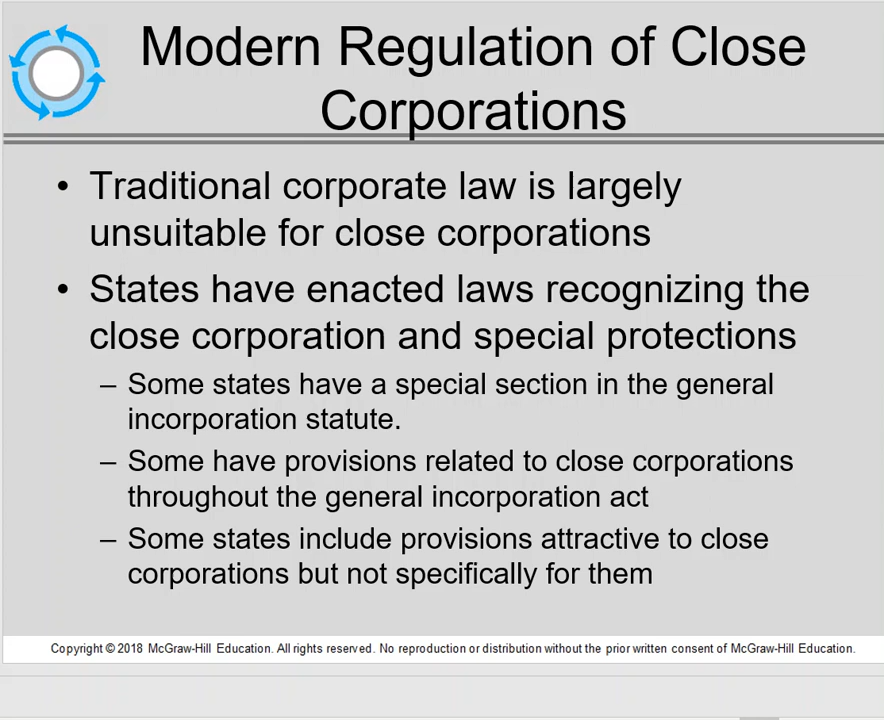 Modern Regulation of Close
Corporations
• Traditional corporate law is largely
unsuitable for close corporations
• States have enacted laws recognizing the
close corporation and special protections
– Some states have a special section in the general
incorporation statute.
– Some have provisions related to close corporations
throughout the general incorporation act
– Some states include provisions attractive to close
corporations but not specifically for them
Copyright © 2018 McGraw-Hill Education. All rights reserved. No reproduction or distribution without the prior written consent of McGraw-Hill Education.